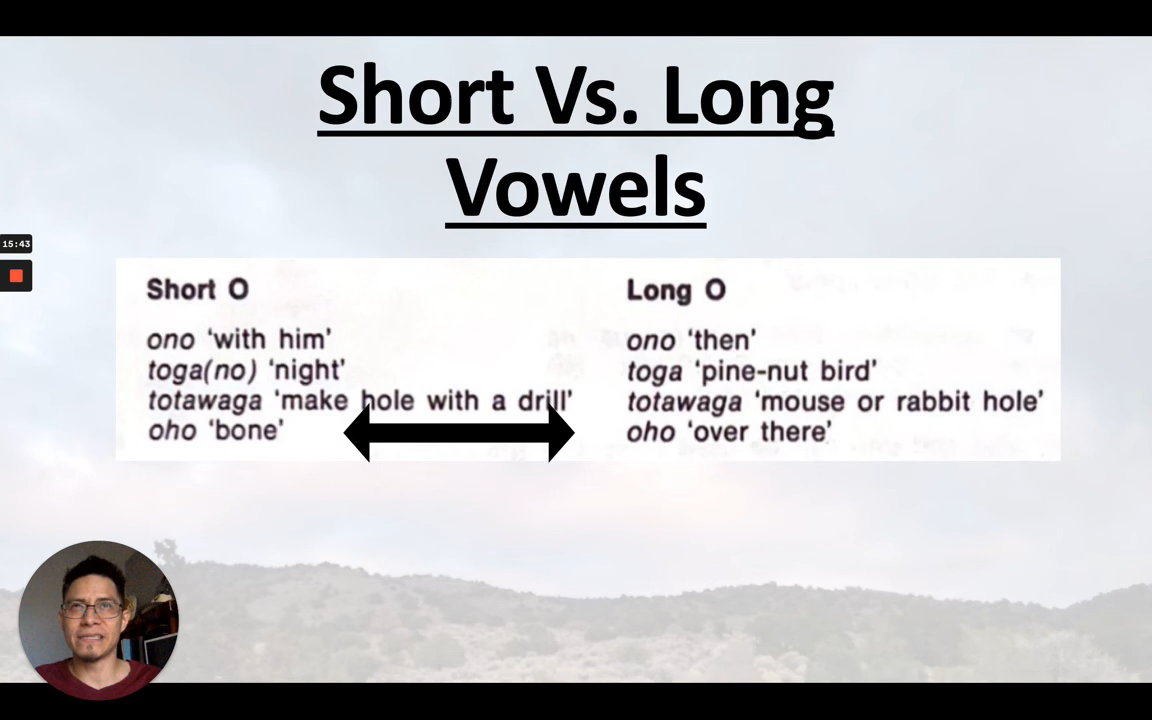 Short Vs. Long
Vowels
15:43
Short O
ono ‘with him’
toga(no) ‘night’
totawaga ‘make hole with a drill’
oho ‘bone’
Long O
ono ‘then’
toga ‘pine-nut bird’
totawaga ‘mouse or rabbit hole’
oho ‘over there’